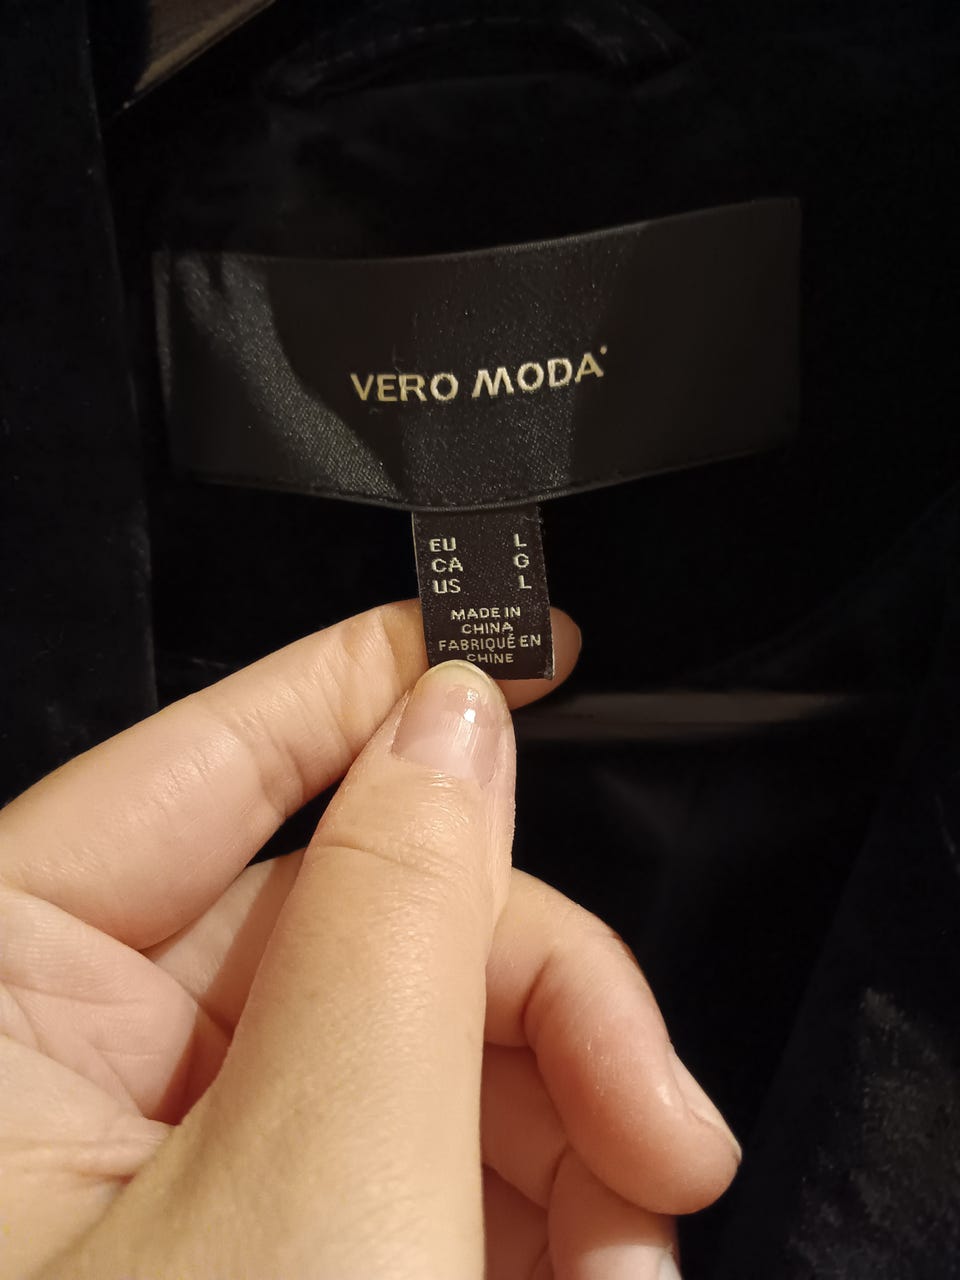 VERO MODA
EU L
CA G
US L
MADE IN
CHINA
FABRIQUÉ EN
CHINE